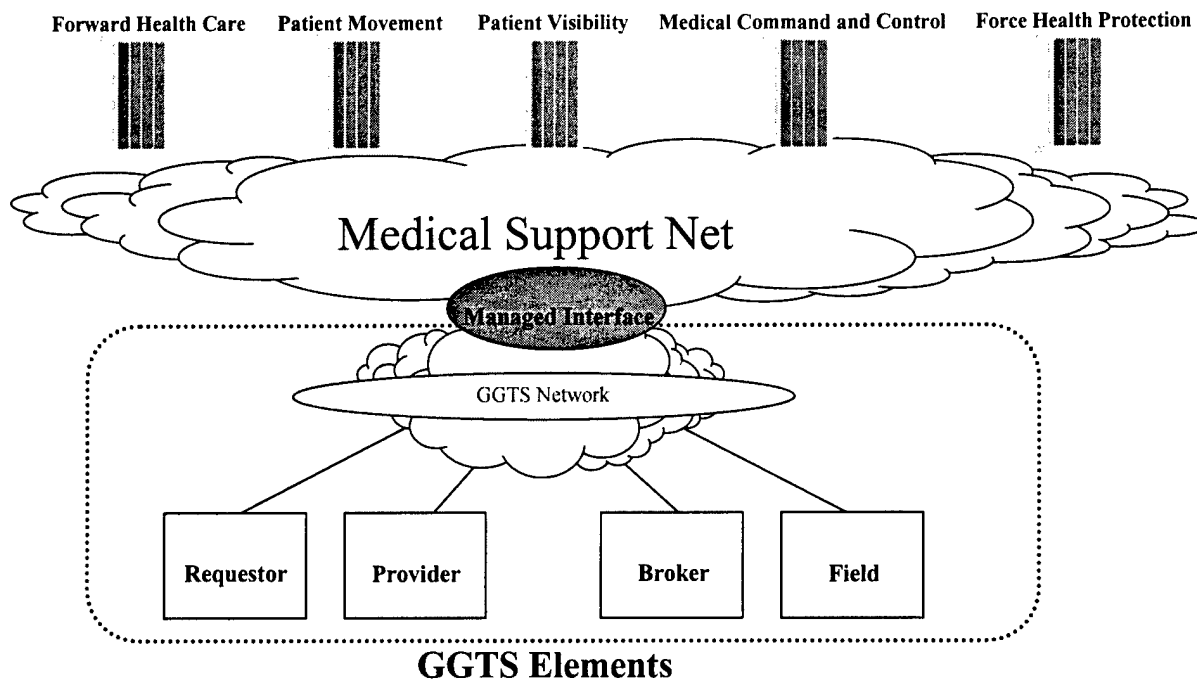 Forward Health Care
Patient Movement
Patient Visibility
Medical Command and Control
Force Health Protection
Medical Support Net
Managed Interface
GGTS Network
Requestor
Provider
Broker
Field
GGTS Elements